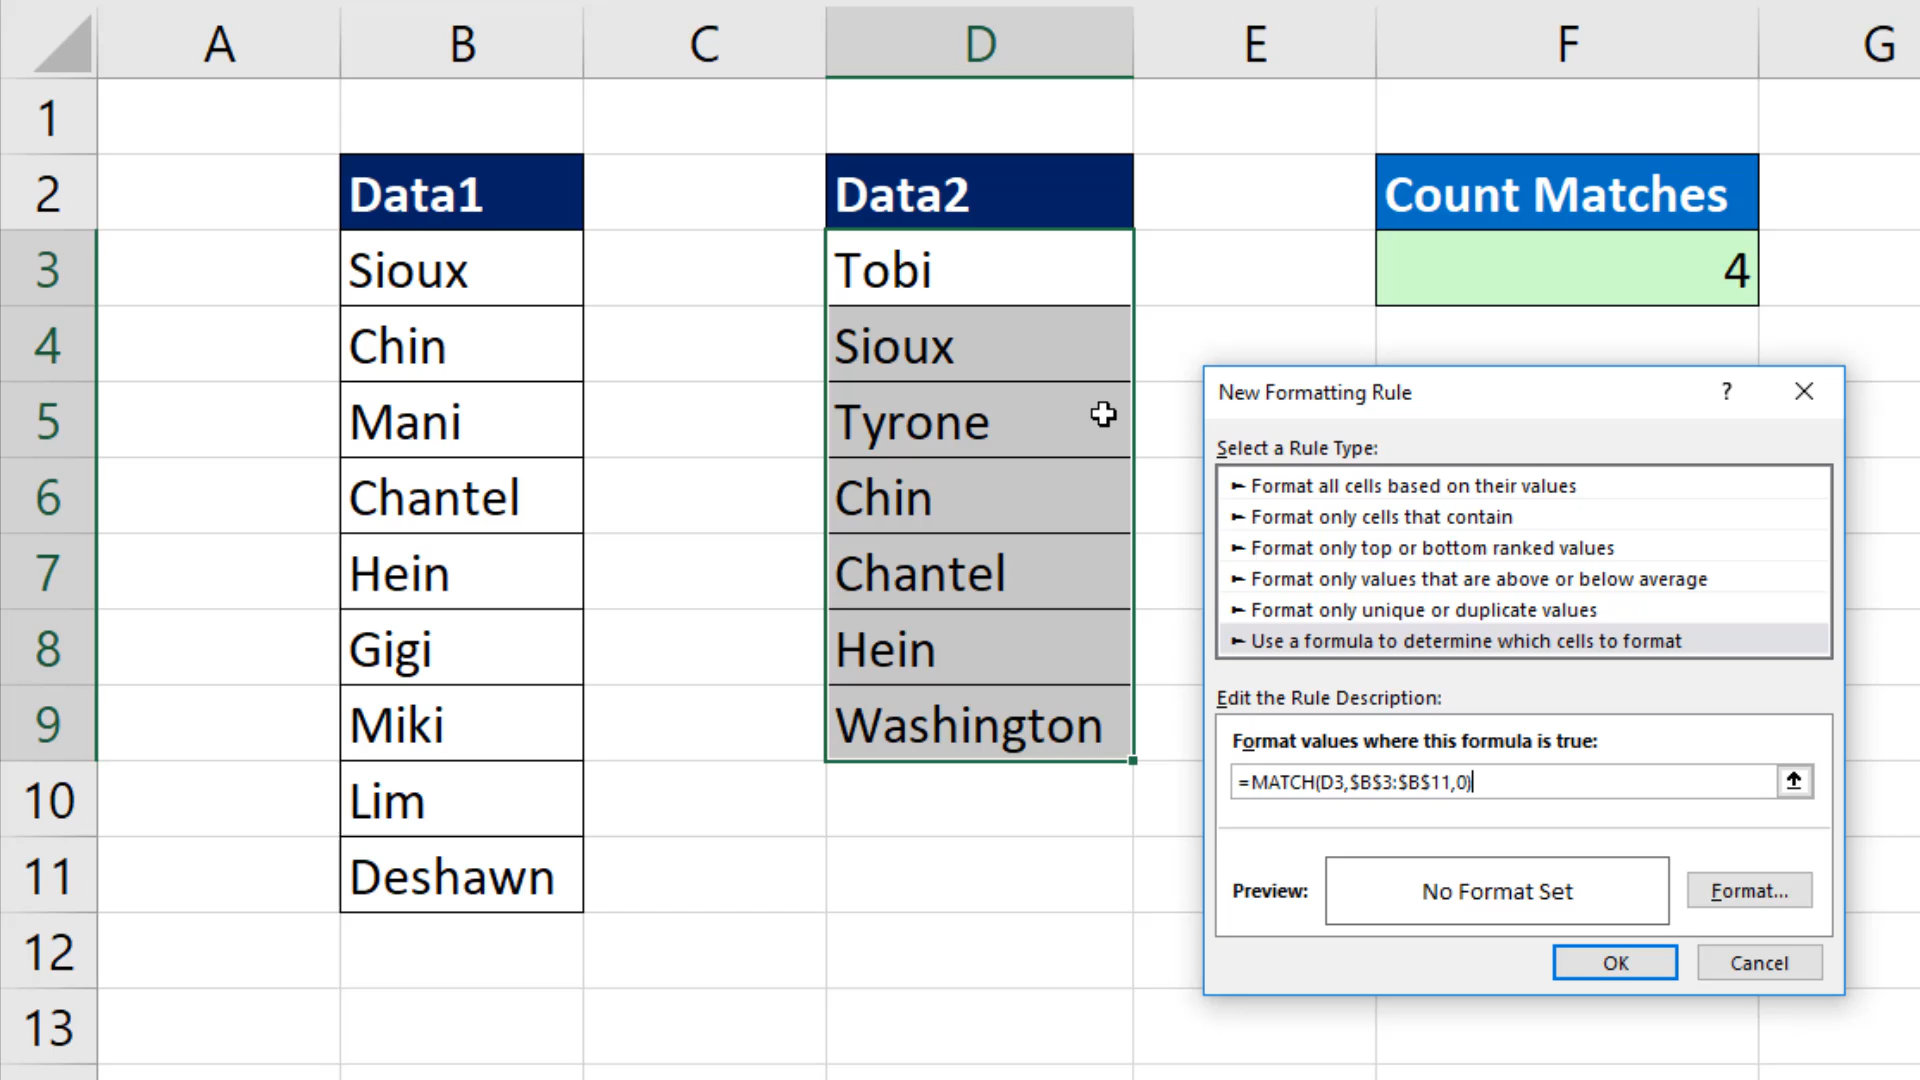 A B C D E F G
1
2 Data1 Data2 Count Matches
3 Sioux Tobi 4
4 Chin Sioux
5 Mani Tyrone
6 Chantel Chin
7 Hein Chantel
8 Gigi Hein
9 Miki Washington
10 Lim
11 Deshawn
12
13
New Formatting Rule ? 
Select a Rule Type:
► Format all cells based on their values
► Format only cells that contain
► Format only top or bottom ranked values
► Format only values that are above or below average
► Format only unique or duplicate values
► Use a formula to determine which cells to format
Edit the Rule Description:
Format values where this formula is true:
=MATCH(D3,$B$3:$B$11,0)
Preview: No Format Set Format...
OK Cancel